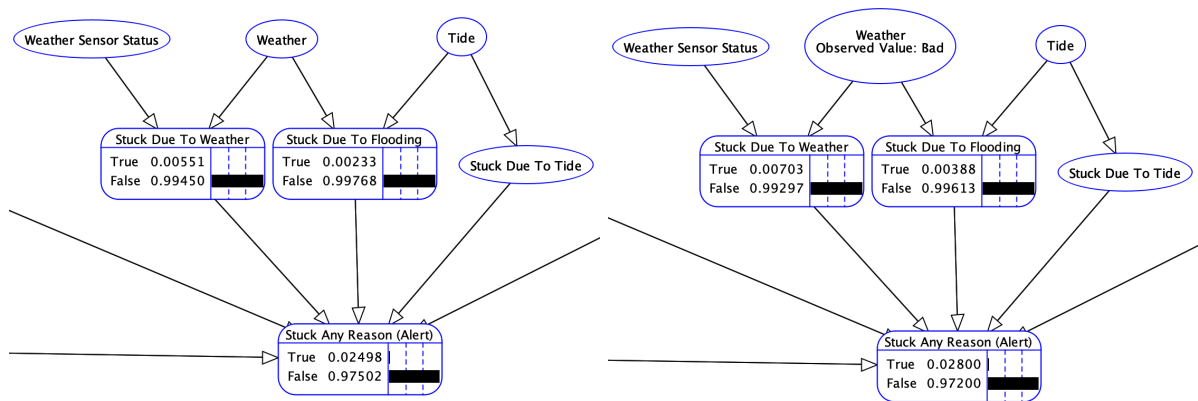 Weather Sensor Status
Weather
Tide
Stuck Due To Weather
True 0.00551
False 0.99450
Stuck Due To Flooding
True 0.00233
False 0.99768
Stuck Due To Tide
Stuck Any Reason (Alert)
True 0.02498
False 0.97502
Weather Sensor Status
Weather
Observed Value: Bad
Tide
Stuck Due To Weather
True 0.00703
False 0.99297
Stuck Due To Flooding
True 0.00388
False 0.99613
Stuck Due To Tide
Stuck Any Reason (Alert)
True 0.02800
False 0.97200